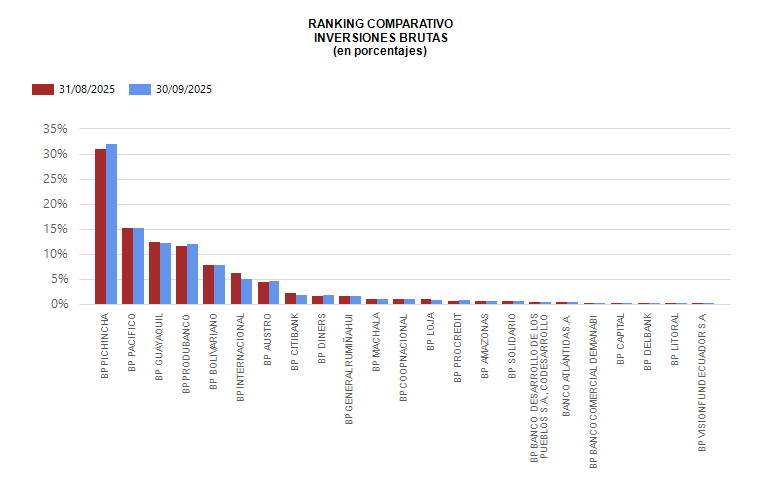 RANKING COMPARATIVO
INVERSIONES BRUTAS
(en porcentajes)
31/08/2025
30/09/2025
35%
30%
25%
20%
15%
10%
5%
0%
BP PICHINCHA
BP PACIFICO
BP GUAYAQUIL
BP PRODUBANCO
BP BOLIVARIANO
BP INTERNACIONAL
BP AUSTRO
BP CITIBANK
BP DINERS
BP GENERAL RUMIÑAHUI
BP MACHALA
BP COOPNACIONAL
BP LOJA
BP PROCREDIT
BP AMAZONAS
BP SOLIDARIO
BP BANCO DESARROLLO DE LOS
PUEBLOS S.A., CODESARROLLO
BANCO ATLÁNTIDA S.A.
BP BANCO COMERCIAL DE MANABI
BP CAPITAL
BP DELBANK
BP LITORAL
BP VISIONFUND ECUADOR S.A